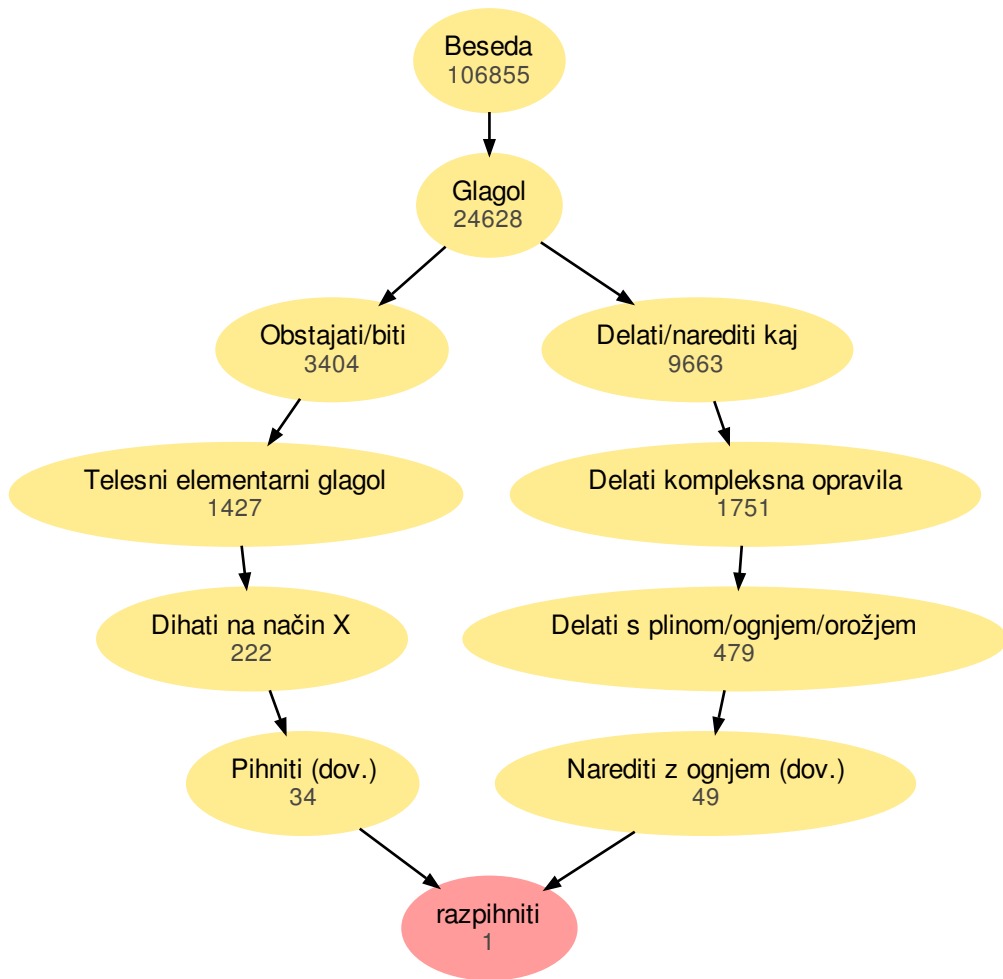 Beseda
106855
Glagol
24628
Obstajati/biti
3404
Delati/narediti kaj
9663
Telesni elementarni glagol
1427
Delati kompleksna opravila
1751
Dihati na način X
222
Delati s plinom/ognjem/orožjem
479
Pihniti (dov.)
34
Narediti z ognjem (dov.)
49
razpihniti
1